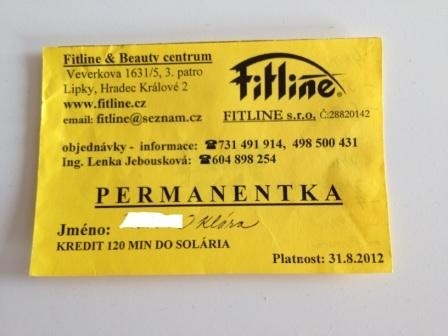 Fitline & Beauty centrum
Veverkova 1631/5, 3. patro
Lipky, Hradec Králové 2
www.fitline.cz
email: fitline@seznam.cz
Fitline®
FITLINE s.r.o. Č:28820142
objednávky - informace: ☎731 491 914, 498 500 431
Ing. Lenka Jebousková: ☎604 898 254
PERMANENTKA
Jméno: Klára
KREDIT 120 MIN DO SOLÁRIA
Platnost: 31.8.2012